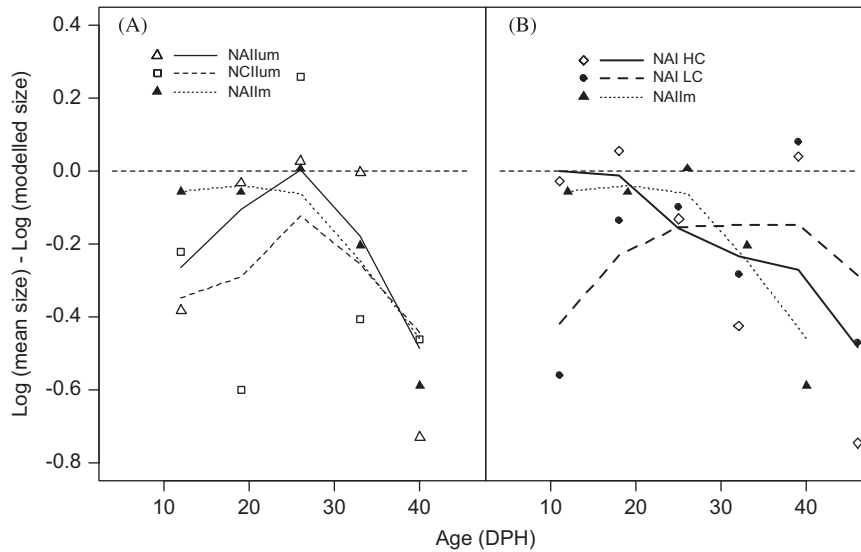 Log (mean size) - Log (modelled size)
0.4
0.2
0.0
-0.2
-0.4
-0.6
-0.8
(A)
NAIIum
NCIIum
NAIIm
(B)
NAI HC
NAI LC
NAIIm
10 20 30 40 10 20 30 40
Age (DPH)